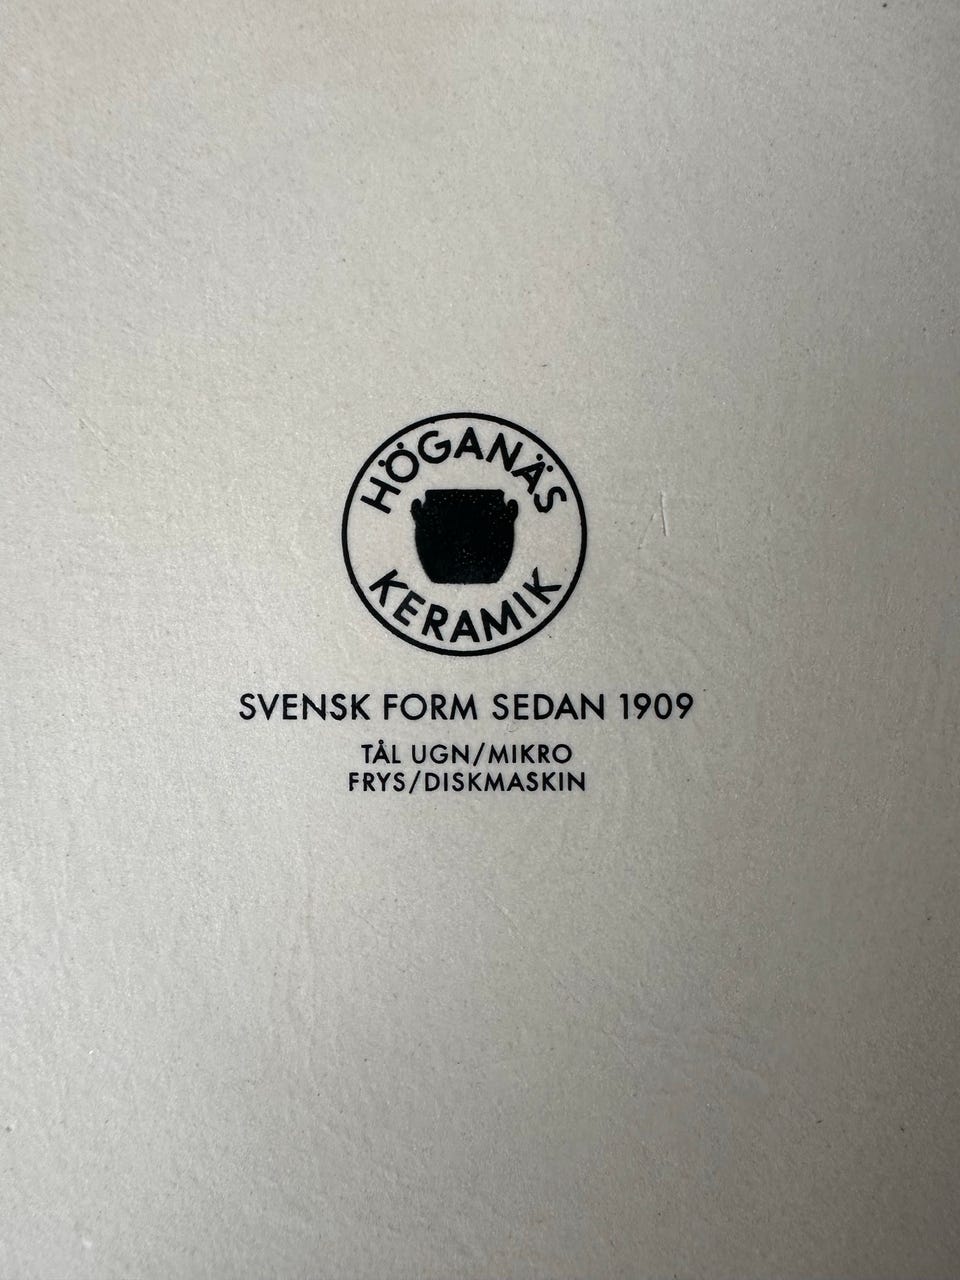 HÖGANÄS
KERAMIK
SVENSK FORM SEDAN 1909
TÅL UGN/MIKRO
FRYS/DISKMASKIN